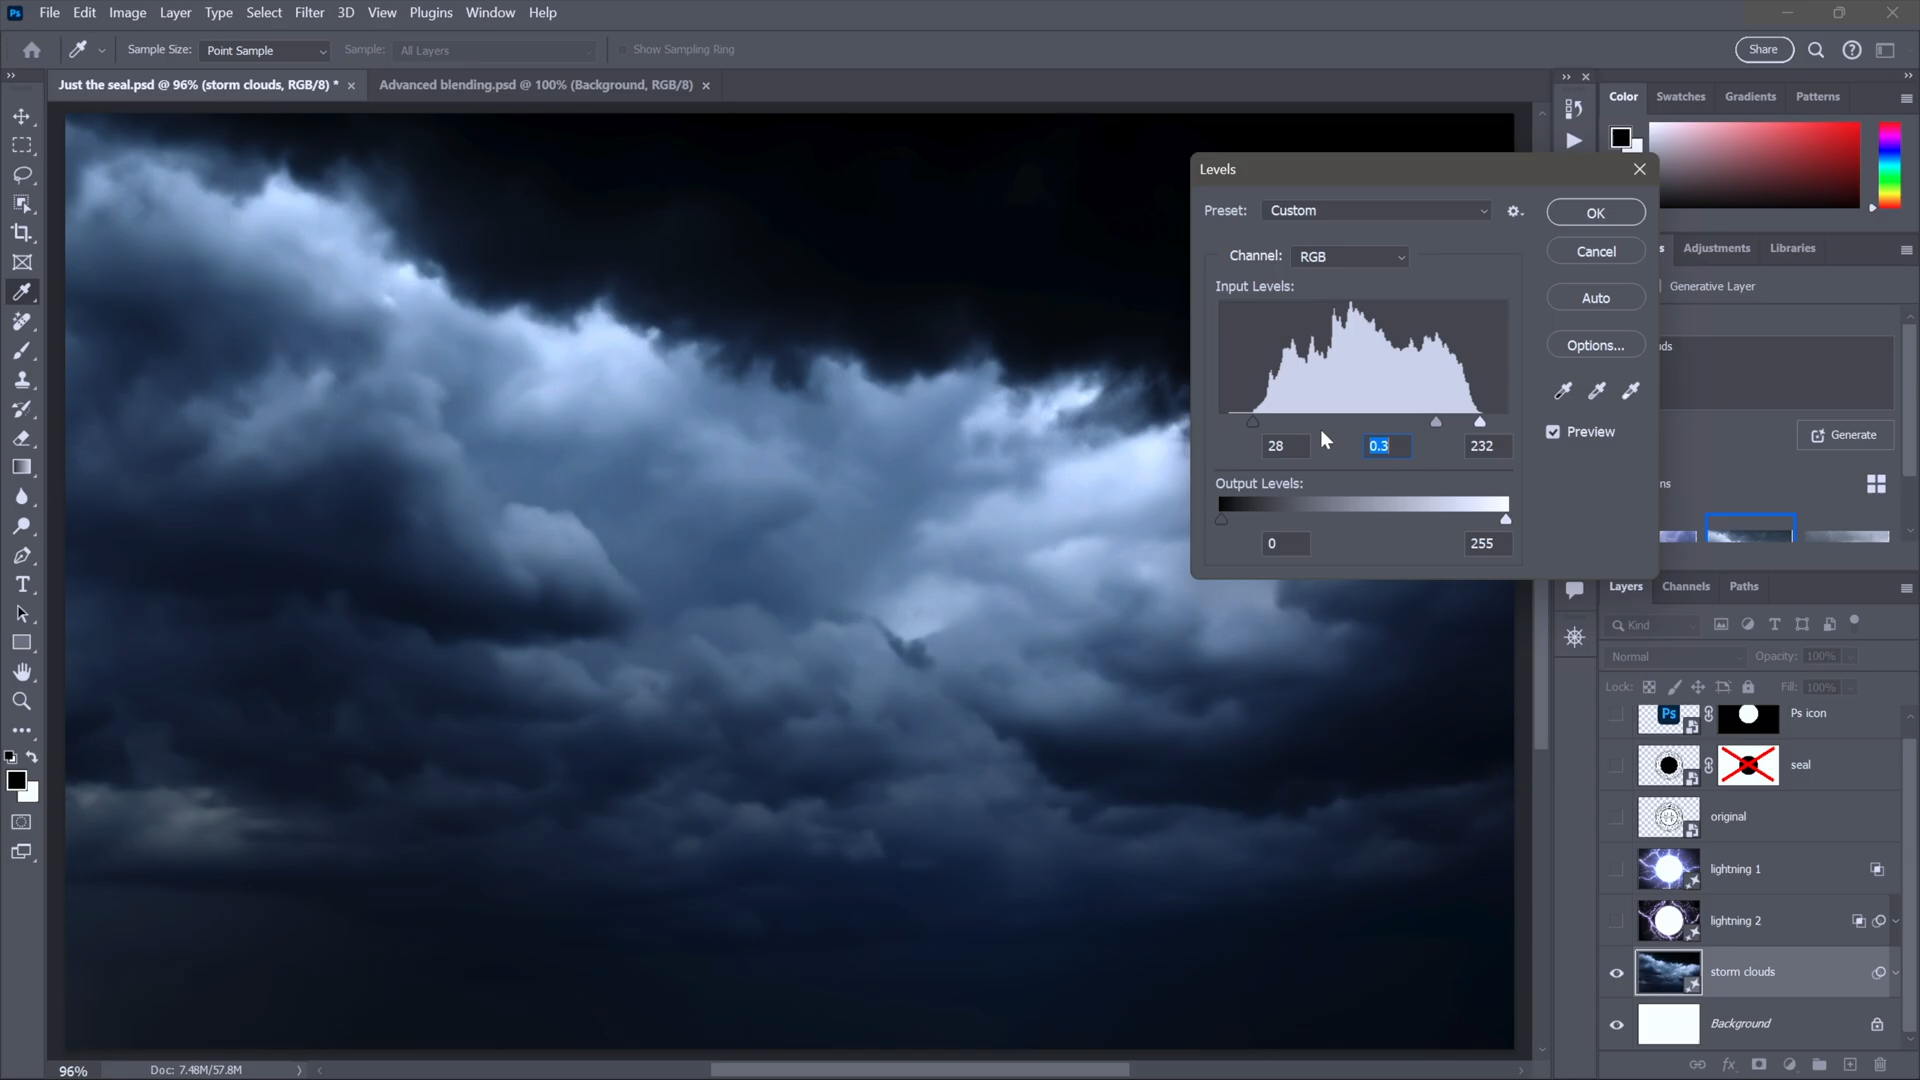 Ps File Edit Image Layer Type Select Filter 3D View Plugins Window Help
Sample Size: Point Sample Sample: All Layers Show Sampling Ring Share
Just the seal.psd @ 96% (storm clouds, RGB/8) * Advanced blending.psd @ 100% (Background, RGB/8)
Color Swatches Gradients Patterns
Levels
Preset: Custom OK
Channel: RGB Cancel
Input Levels:
Auto
Options...
28 0.3 232
Preview
Output Levels:
0 255
s Adjustments Libraries
Generative Layer
ds
Generate
ns
Layers Channels Paths
Kind
Normal Opacity: 100%
Lock: Fill: 100%
Ps Ps icon
seal
original
lightning 1
lightning 2
storm clouds
Background
96% Doc: 7.48M/57.8M